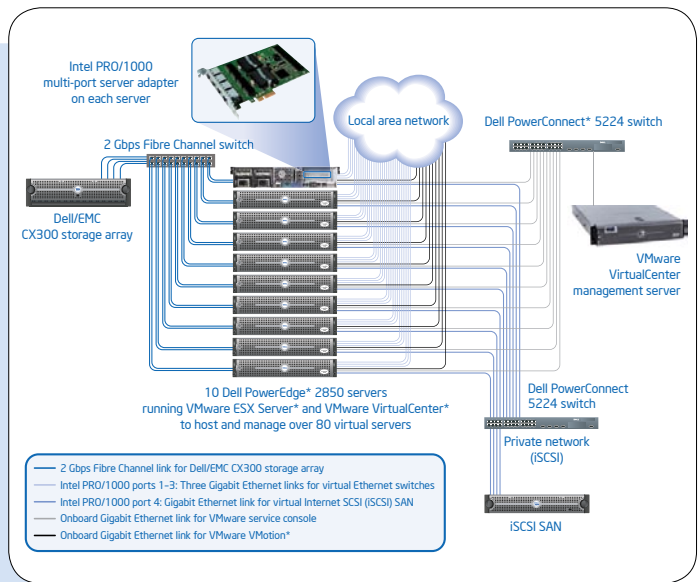 Intel PRO/1000
multi-port server adapter
on each server
Local area network
Dell PowerConnect* 5224 switch
2 Gbps Fibre Channel switch
Dell/EMC
CX300 storage array
VMware
VirtualCenter
management server
10 Dell PowerEdge* 2850 servers
running VMware ESX Server* and VMware VirtualCenter*
to host and manage over 80 virtual servers
Dell PowerConnect
5224 switch
Private network
(iSCSI)
iSCSI SAN
2 Gbps Fibre Channel link for Dell/EMC CX300 storage array
Intel PRO/1000 ports 1–3: Three Gigabit Ethernet links for virtual Ethernet switches
Intel PRO/1000 port 4: Gigabit Ethernet link for virtual Internet SCSI (iSCSI) SAN
Onboard Gigabit Ethernet link for VMware service console
Onboard Gigabit Ethernet link for VMware VMotion*